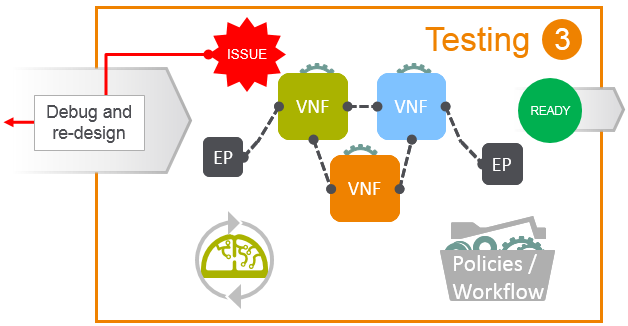 Testing 3
ISSUE
Debug and
re-design
VNF
VNF
READY
EP
EP
VNF
Policies /
Workflow